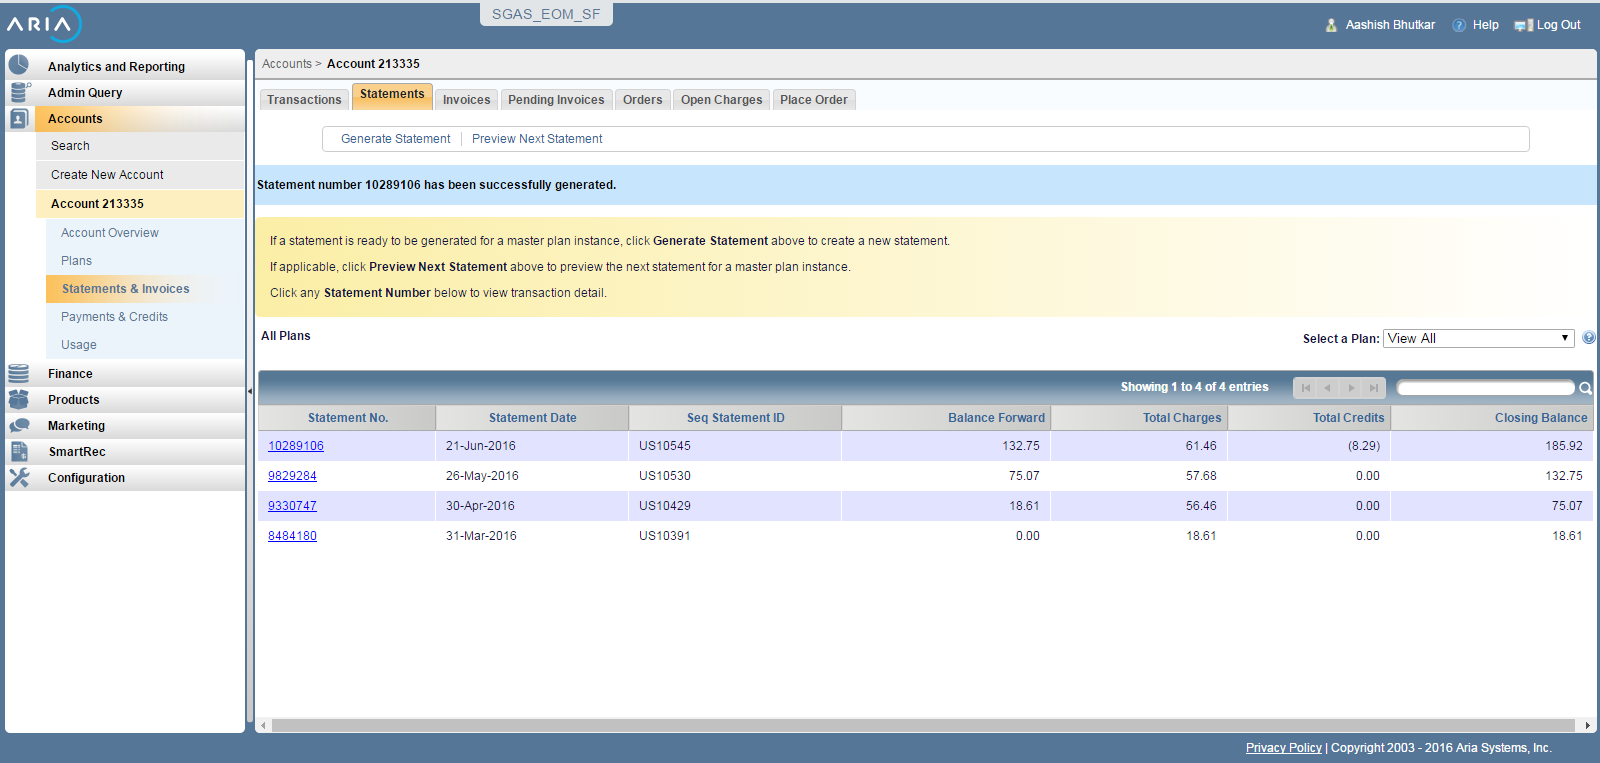 SGAS_EOM_SF
ARIA
Aashish Bhutkar Help Log Out
Analytics and Reporting
Admin Query
Accounts
Search
Create New Account
Account 213335
Account Overview
Plans
Statements & Invoices
Payments & Credits
Usage
Finance
Products
Marketing
SmartRec
Configuration
Accounts > Account 213335
Transactions Statements Invoices Pending Invoices Orders Open Charges Place Order
Generate Statement | Preview Next Statement
Statement number 10289106 has been successfully generated.
If a statement is ready to be generated for a master plan instance, click Generate Statement above to create a new statement.
If applicable, click Preview Next Statement above to preview the next statement for a master plan instance.
Click any Statement Number below to view transaction detail.
All Plans
Select a Plan: View All
Showing 1 to 4 of 4 entries
Statement No. Statement Date Seq Statement ID Balance Forward Total Charges Total Credits Closing Balance
10289106 21-Jun-2016 US10545 132.75 61.46 (8.29) 185.92
9829284 26-May-2016 US10530 75.07 57.68 0.00 132.75
9330747 30-Apr-2016 US10429 18.61 56.46 0.00 75.07
8484180 31-Mar-2016 US10391 0.00 18.61 0.00 18.61
Privacy Policy | Copyright 2003 - 2016 Aria Systems, Inc.